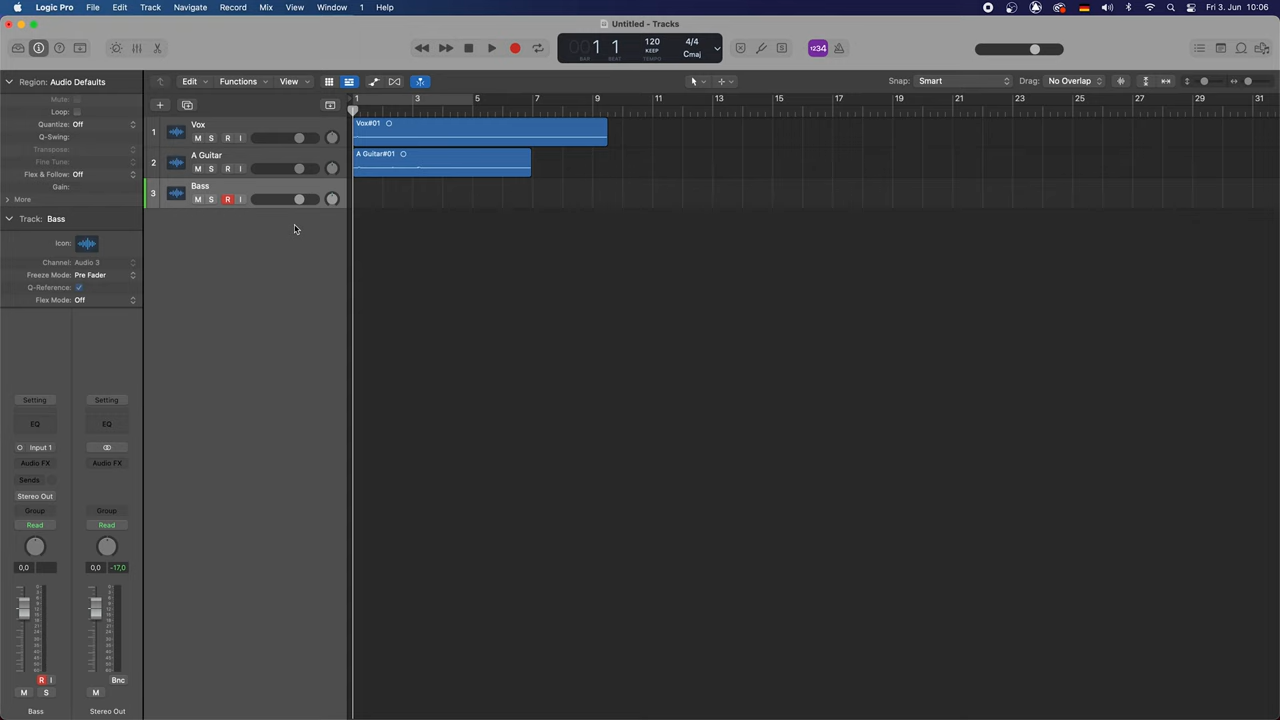 Logic Pro File Edit Track Navigate Record Mix View Window 1 Help Fri 3. Jun 10:06
Untitled - Tracks
001 1 120 4/4
KEEP Cmaj
BAR BEAT TEMPO
1234
Region: Audio Defaults
Edit Functions View
Snap: Smart Drag: No Overlap
Mute:
Loop:
Quantize: Off
Q-Swing:
Transpose:
Fine Tune:
Flex & Follow: Off
Gain:
More
1 3 5 7 9 11 13 15 17 19 21 23 25 27 29 31
1 Vox
M S R I
Vox#01
2 A Guitar
M S R I
A Guitar#01
3 Bass
M S R I
Track: Bass
Icon:
Channel: Audio 3
Freeze Mode: Pre Fader
Q-Reference:
Flex Mode: Off
Setting Setting
EQ EQ
Input 1
Audio FX Audio FX
Sends
Stereo Out
Group Group
Read Read
0,0 0,0 -17,0
R I Bnc
M S M
Bass Stereo Out